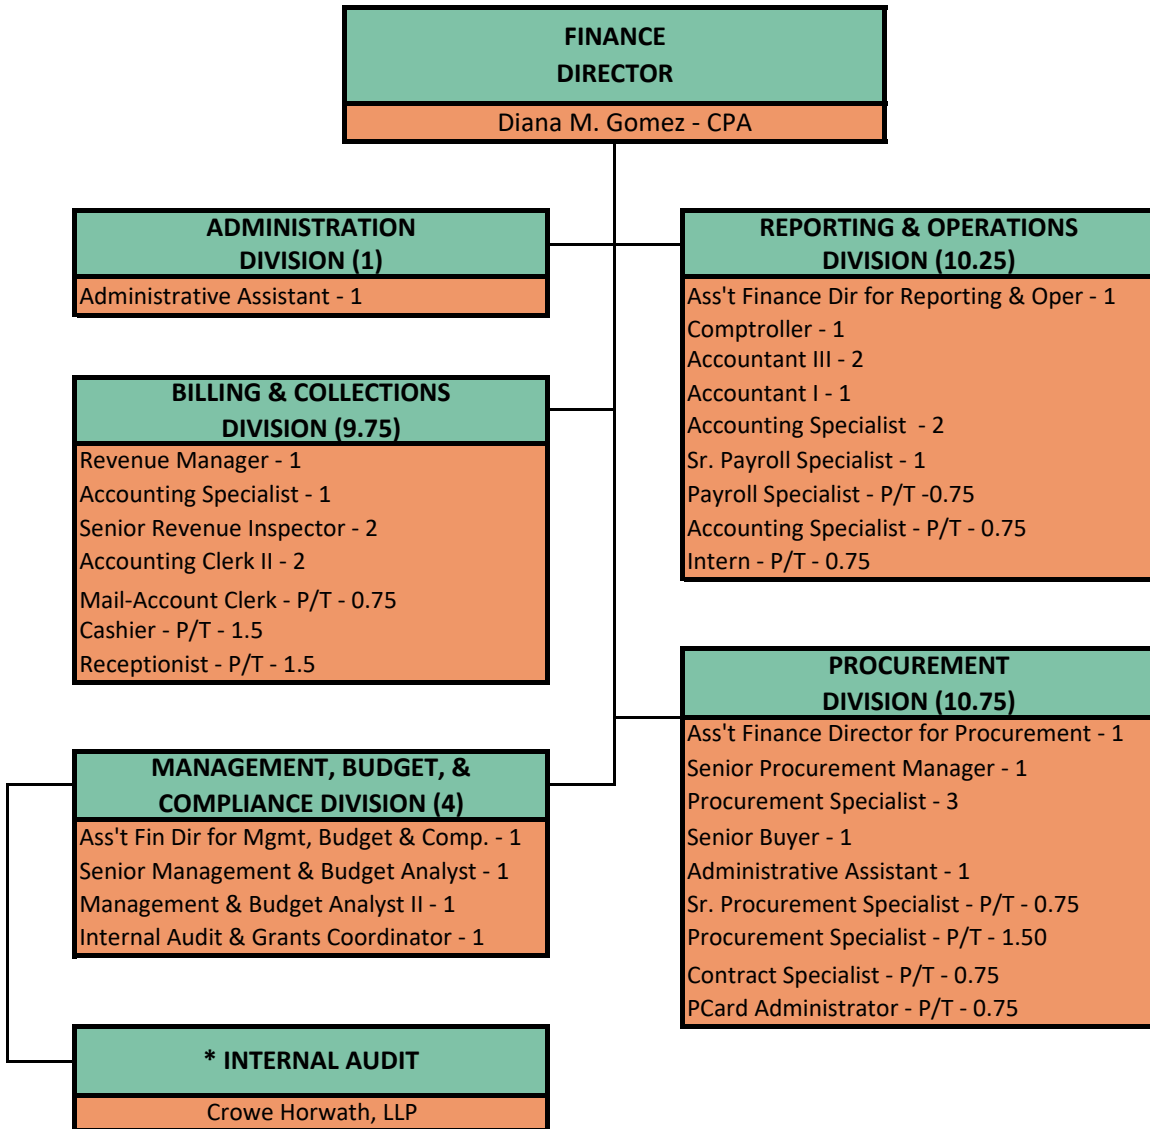 FINANCE
DIRECTOR
Diana M. Gomez - CPA
ADMINISTRATION
DIVISION (1)
Administrative Assistant - 1
REPORTING & OPERATIONS
DIVISION (10.25)
Ass't Finance Dir for Reporting & Oper - 1
Comptroller - 1
Accountant III - 2
Accountant I - 1
Accounting Specialist - 2
Sr. Payroll Specialist - 1
Payroll Specialist - P/T -0.75
Accounting Specialist - P/T - 0.75
Intern - P/T - 0.75
BILLING & COLLECTIONS
DIVISION (9.75)
Revenue Manager - 1
Accounting Specialist - 1
Senior Revenue Inspector - 2
Accounting Clerk II - 2
Mail-Account Clerk - P/T - 0.75
Cashier - P/T - 1.5
Receptionist - P/T - 1.5
PROCUREMENT
DIVISION (10.75)
Ass't Finance Director for Procurement - 1
Senior Procurement Manager - 1
Procurement Specialist - 3
Senior Buyer - 1
Administrative Assistant - 1
Sr. Procurement Specialist - P/T - 0.75
Procurement Specialist - P/T - 1.50
Contract Specialist - P/T - 0.75
PCard Administrator - P/T - 0.75
MANAGEMENT, BUDGET, &
COMPLIANCE DIVISION (4)
Ass't Fin Dir for Mgmt, Budget & Comp. - 1
Senior Management & Budget Analyst - 1
Management & Budget Analyst II - 1
Internal Audit & Grants Coordinator - 1
* INTERNAL AUDIT
Crowe Horwath, LLP